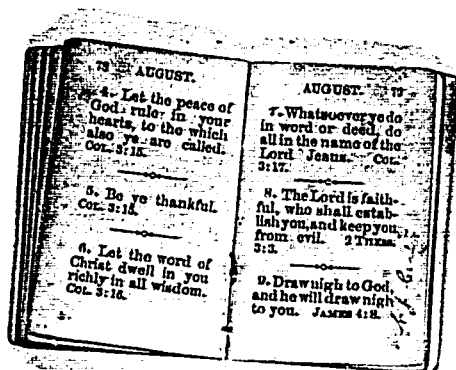 78 AUGUST.
4. Let the peace of
God rule in your
hearts, to the which
also ye are called.
COL. 3:15.
5. Be ye thankful.
COL. 3:15.
6. Let the word of
Christ dwell in you
richly in all wisdom.
COL. 3:16.
AUGUST. 79
7. Whatsoever ye do
in word or deed, do
all in the name of the
Lord Jesus. COL.
3:17.
8. The Lord is faith-
ful, who shall estab-
lish you, and keep you
from evil. 2 THESS.
3:3.
9. Draw nigh to God,
and he will draw nigh
to you. JAMES 4:8.